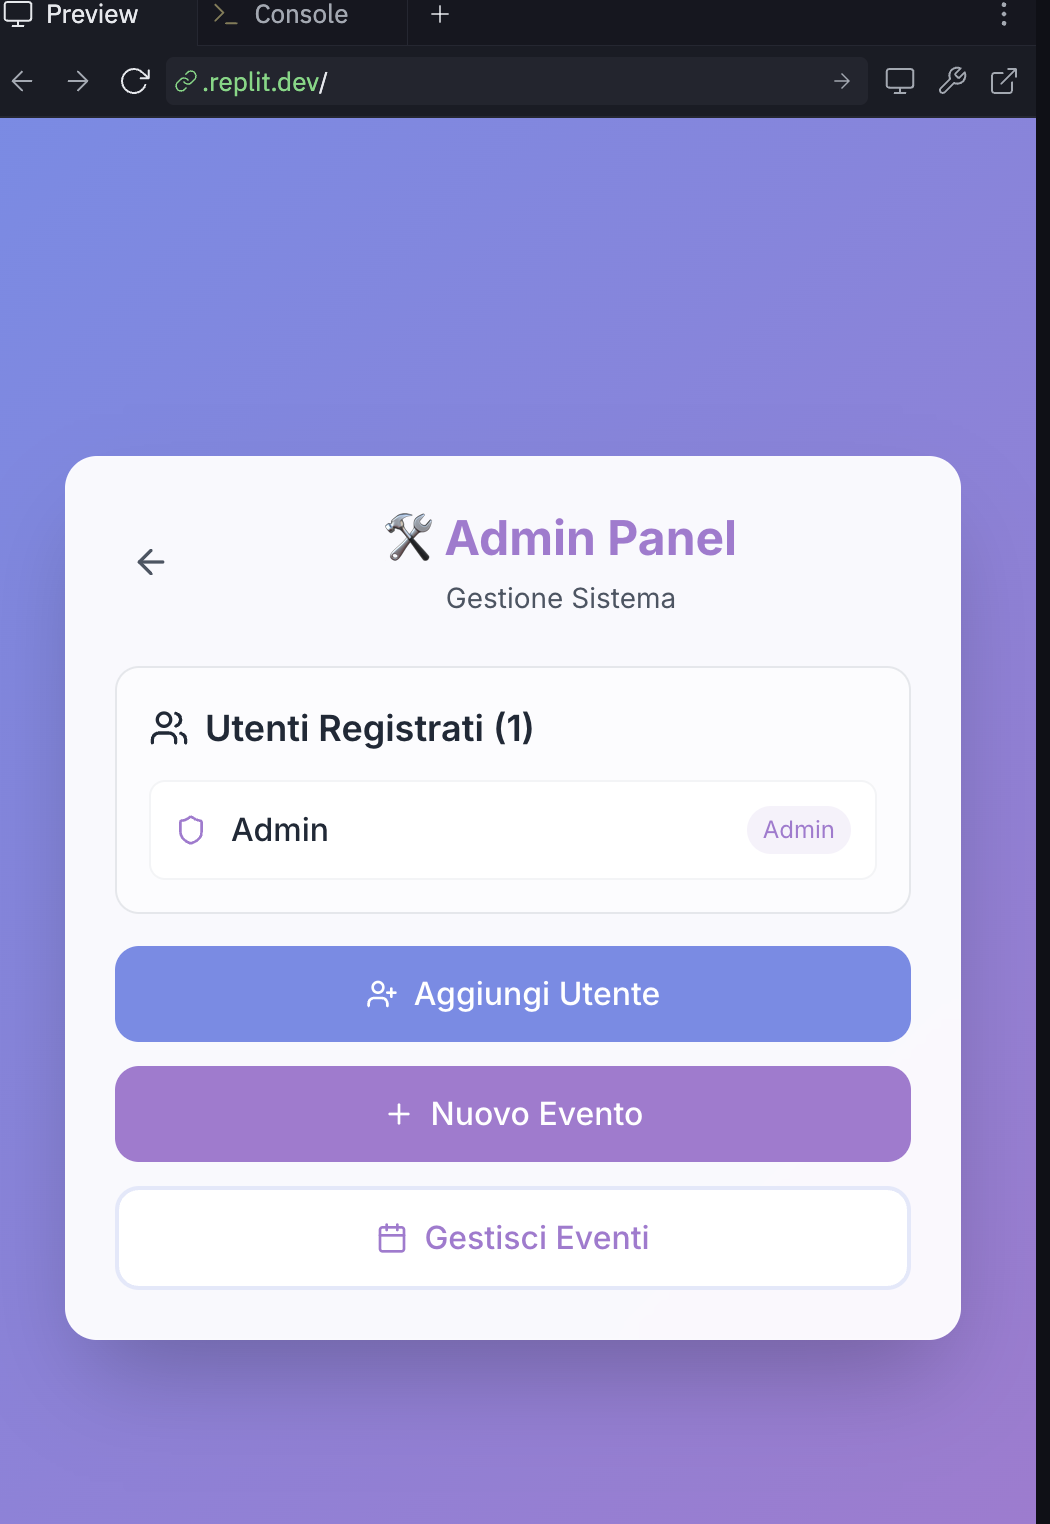 Preview
Console
.replit.dev/
Admin Panel
Gestione Sistema
Utenti Registrati (1)
Admin
Admin
Aggiungi Utente
Nuovo Evento
Gestisci Eventi